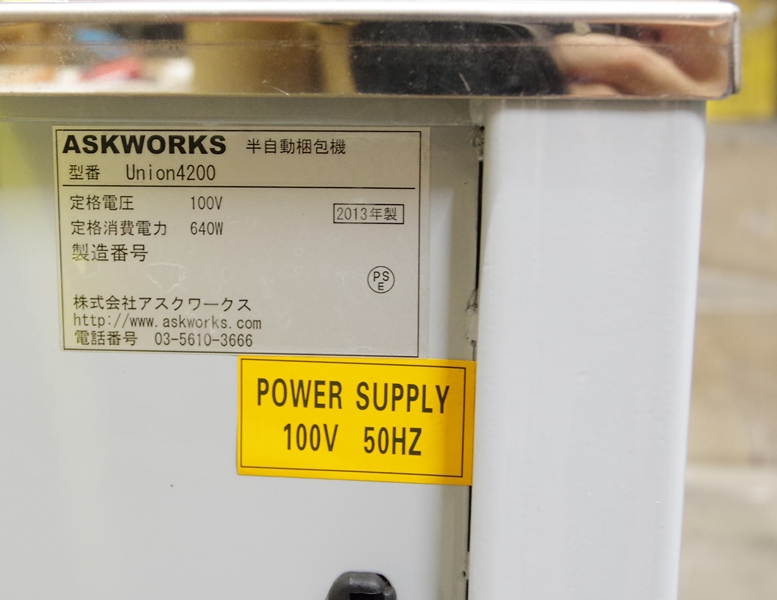 ASKWORKS 半自動梱包機
型番 Union4200
定格電圧 100V
定格消費電力 640W
2013年製
製造番号
PS
E
株式会社アスクワークス
http://www.askworks.com
電話番号 03-5610-3666
POWER SUPPLY
100V 50HZ